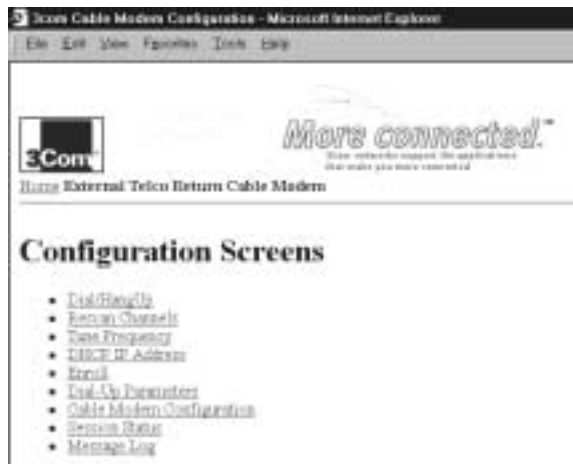 3com Cable Modem Configuration - Microsoft Internet Explorer
File Edit View Favorites Tools Help
3Com
More connected.™
Home External Telco Return Cable Modem
Configuration Screens
Dial/HangUp
Rescan Channels
Tune Frequency
DHCP IP Address
Enroll
Dial-Up Parameters
Cable Modem Configuration
Session Status
Message Log